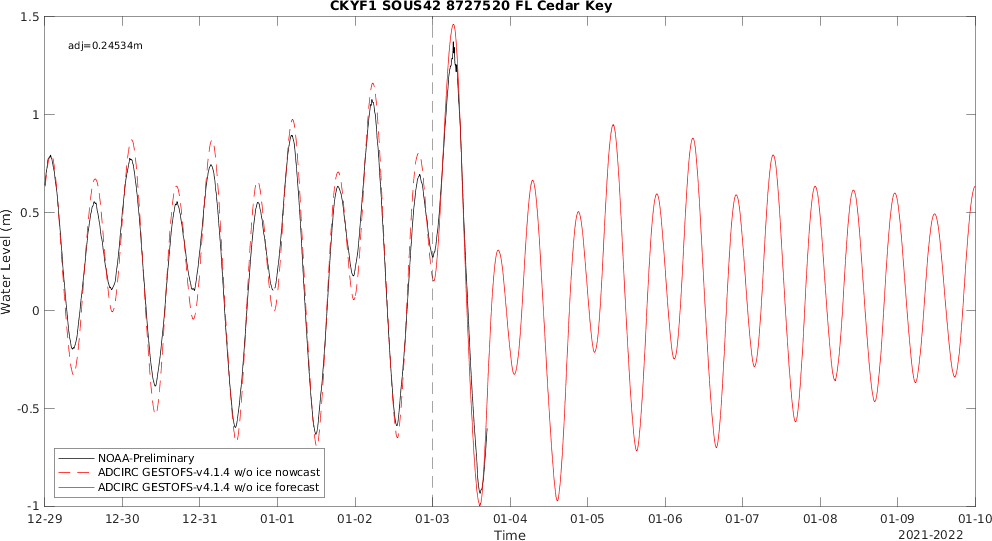 CKYF1 SOUS42 8727520 FL Cedar Key
1.5
adj=0.24534m
1
0.5
Water Level (m)
0
-0.5
NOAA-Preliminary
ADCIRC GESTOFS-v4.1.4 w/o ice nowcast
ADCIRC GESTOFS-v4.1.4 w/o ice forecast
-1
12-29 12-30 12-31 01-01 01-02 01-03 01-04 01-05 01-06 01-07 01-08 01-09 01-10
Time
2021-2022